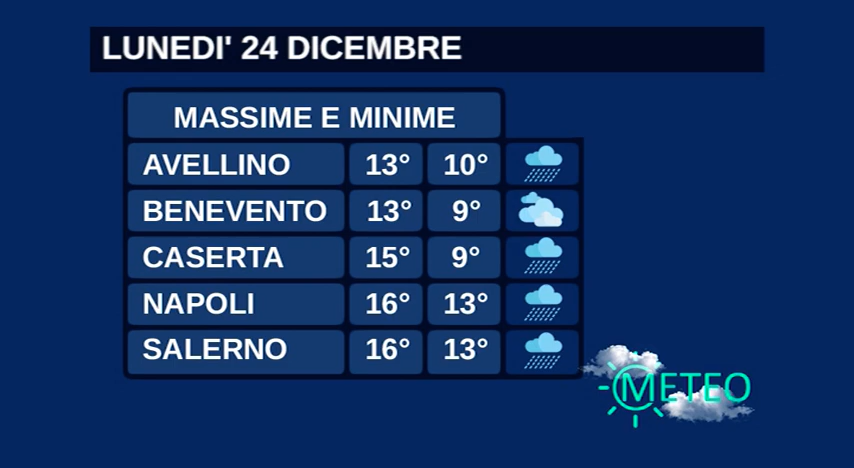 LUNEDI' 24 DICEMBRE
MASSIME E MINIME
AVELLINO 13° 10°
BENEVENTO 13° 9°
CASERTA 15° 9°
NAPOLI 16° 13°
SALERNO 16° 13°
METEO